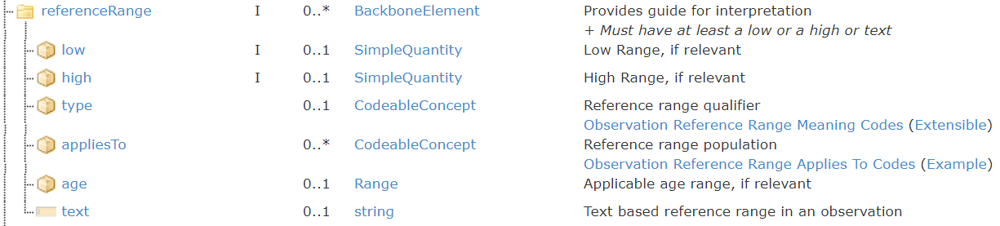 referenceRange I 0..* BackboneElement Provides guide for interpretation
+ Must have at least a low or a high or text
low I 0..1 SimpleQuantity Low Range, if relevant
high I 0..1 SimpleQuantity High Range, if relevant
type 0..1 CodeableConcept Reference range qualifier
Observation Reference Range Meaning Codes (Extensible)
appliesTo 0..* CodeableConcept Reference range population
Observation Reference Range Applies To Codes (Example)
age 0..1 Range Applicable age range, if relevant
text 0..1 string Text based reference range in an observation